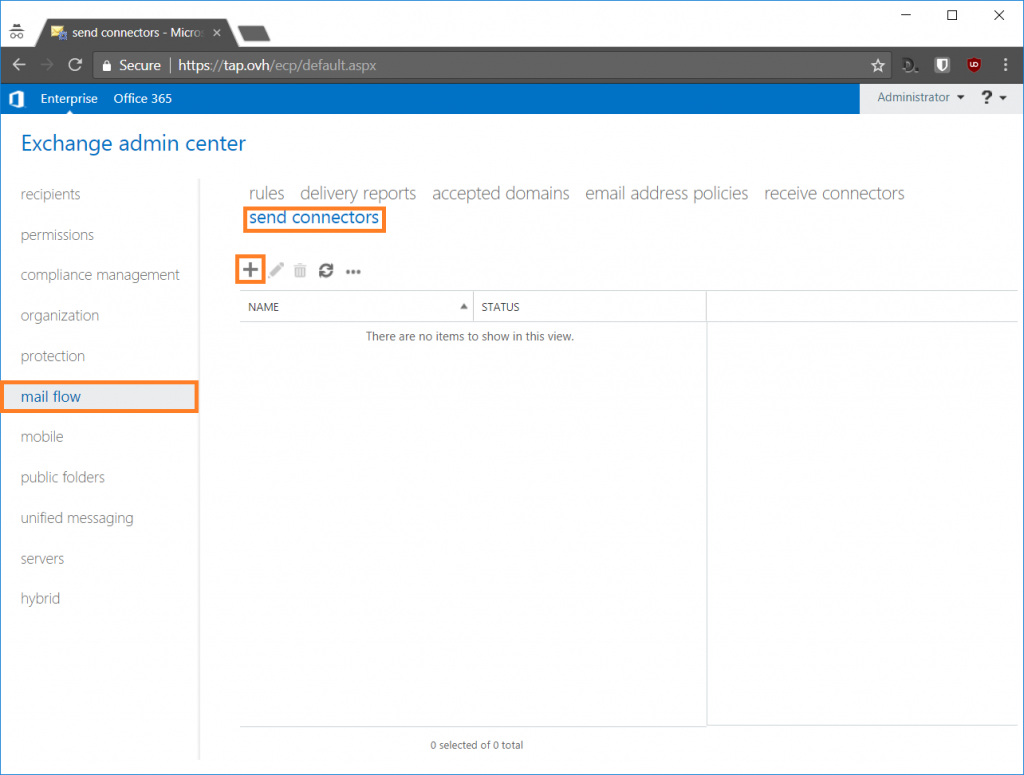 send connectors - Micros
Secure | https://tap.ovh/ecp/default.aspx
Enterprise Office 365 Administrator ?
Exchange admin center
recipients
permissions
compliance management
organization
protection
mail flow
mobile
public folders
unified messaging
servers
hybrid
rules delivery reports accepted domains email address policies receive connectors
send connectors
NAME STATUS
There are no items to show in this view.
0 selected of 0 total